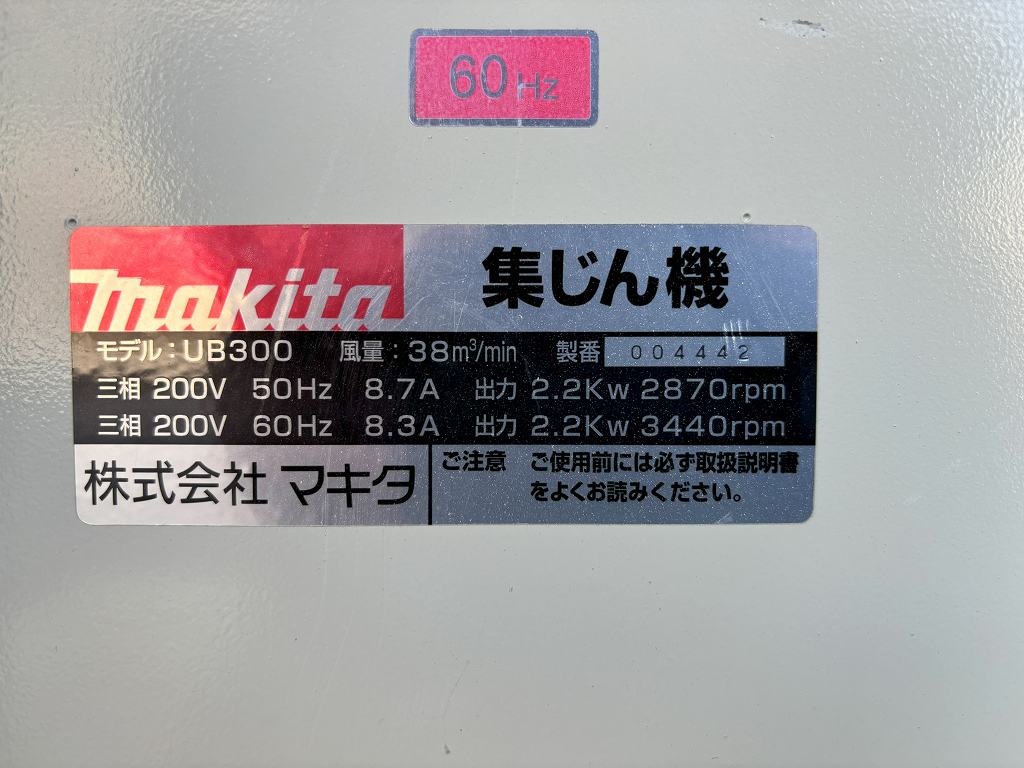 60Hz
makita 集じん機
モデル：UB300 風量：38m³/min 製番 004442
三相 200V 50Hz 8.7A 出力 2.2Kw 2870rpm
三相 200V 60Hz 8.3A 出力 2.2Kw 3440rpm
株式会社 マキタ
ご注意 ご使用前には必ず取扱説明書
をよくお読みください。